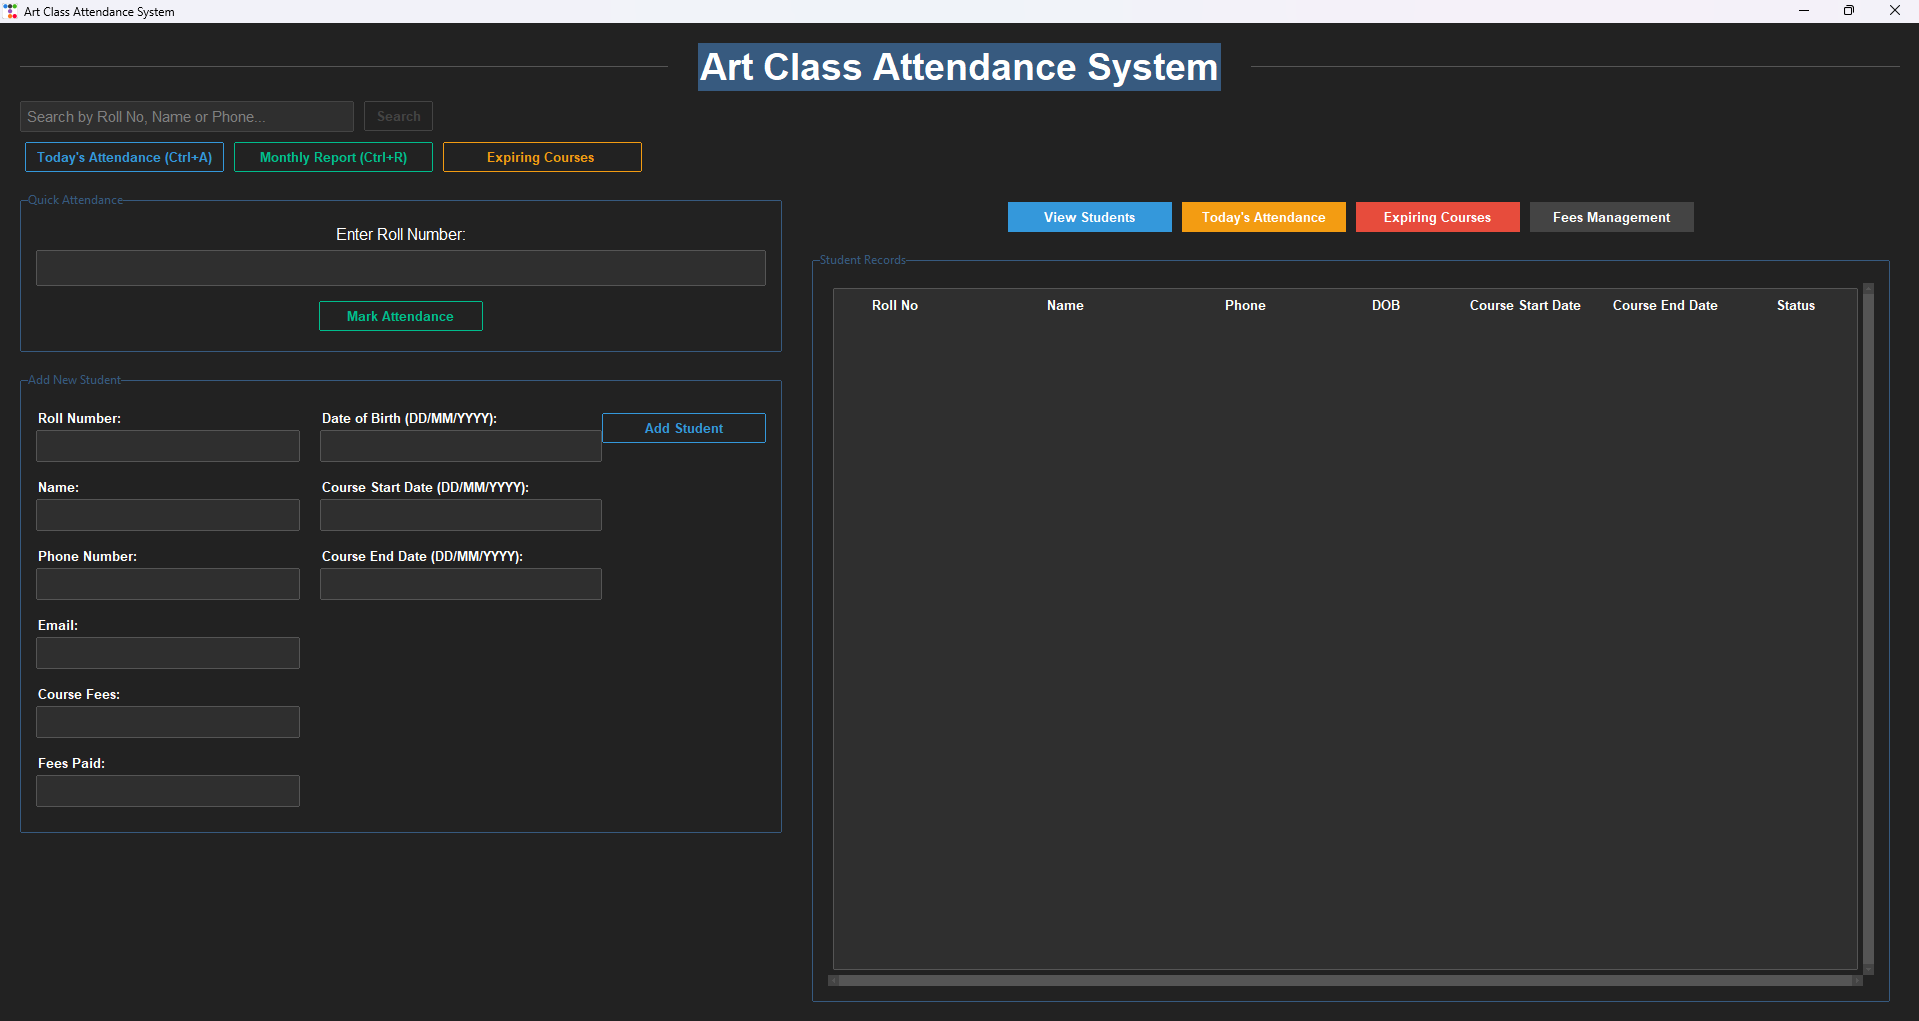 Art Class Attendance System
Art Class Attendance System
Search by Roll No, Name or Phone...
Search
Today's Attendance (Ctrl+A)
Monthly Report (Ctrl+R)
Expiring Courses
Quick Attendance
Enter Roll Number:
Mark Attendance
Add New Student
Roll Number:
Date of Birth (DD/MM/YYYY):
Add Student
Name:
Course Start Date (DD/MM/YYYY):
Phone Number:
Course End Date (DD/MM/YYYY):
Email:
Course Fees:
Fees Paid:
View Students
Today's Attendance
Expiring Courses
Fees Management
Student Records
Roll No
Name
Phone
DOB
Course Start Date
Course End Date
Status